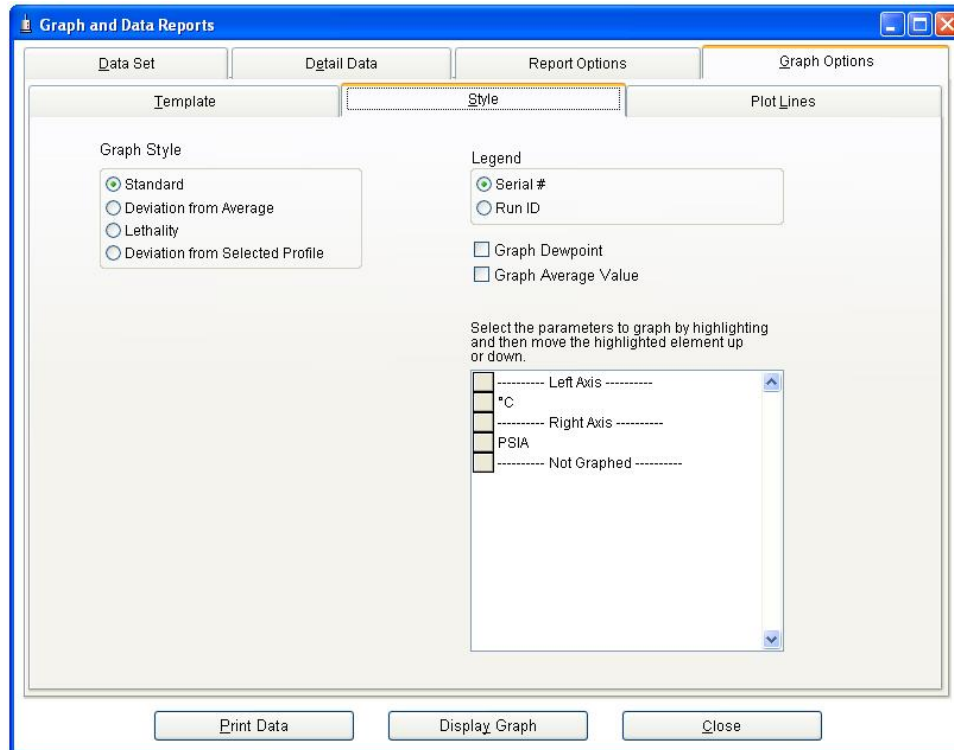 Graph and Data Reports
Data Set
Detail Data
Report Options
Graph Options
Template
Style
Plot Lines
Graph Style
Standard
Deviation from Average
Lethality
Deviation from Selected Profile
Legend
Serial #
Run ID
Graph Dewpoint
Graph Average Value
Select the parameters to graph by highlighting
and then move the highlighted element up
or down.
---------- Left Axis ----------
°C
---------- Right Axis ----------
PSIA
---------- Not Graphed ----------
Print Data
Display Graph
Close